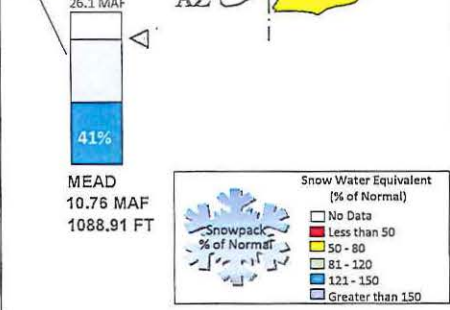 26.1 MAF
AZ
41%
MEAD
10.76 MAF
1088.91 FT
Snow Water Equivalent
(% of Normal)
Snowpack
% of Normal
No Data
Less than 50
50 - 80
81 - 120
121 - 150
Greater than 150